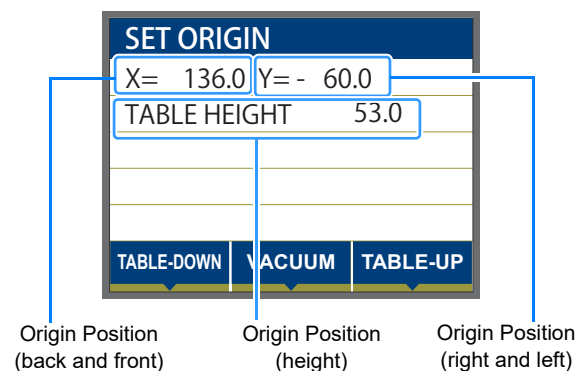 SET ORIGIN
X= 136.0 Y= - 60.0
TABLE HEIGHT 53.0
TABLE-DOWN VACUUM TABLE-UP
Origin Position
(back and front)
Origin Position
(height)
Origin Position
(right and left)